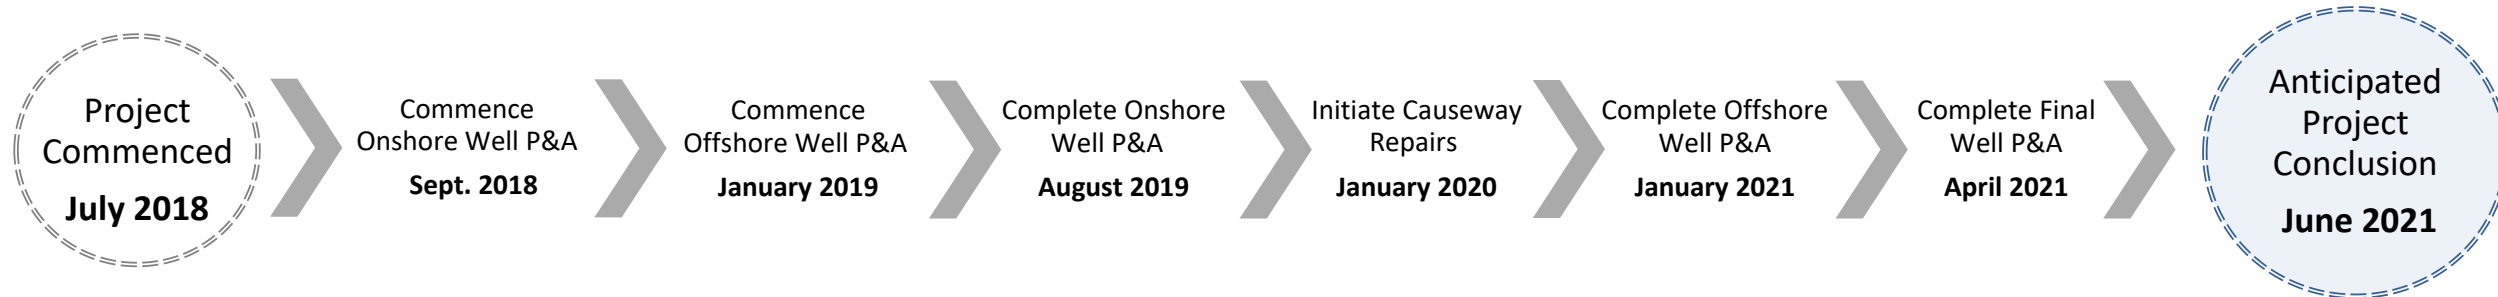 Project
Commenced
July 2018
Commence
Onshore Well P&A
Sept. 2018
Commence
Offshore Well P&A
January 2019
Complete Onshore
Well P&A
August 2019
Initiate Causeway
Repairs
January 2020
Complete Offshore
Well P&A
January 2021
Complete Final
Well P&A
April 2021
Anticipated
Project
Conclusion
June 2021